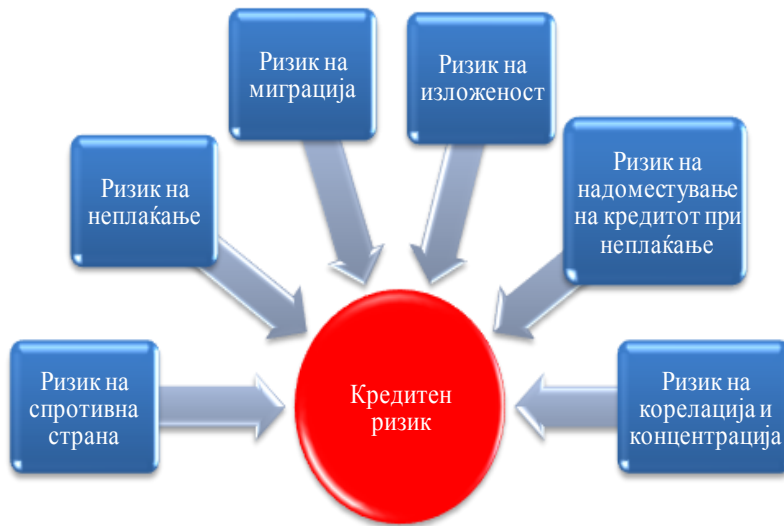 Ризик на
миграција
Ризик на
изложеност
Ризик на
неплаќање
Ризик на
надоместување
на кредитот при
неплаќање
Ризик на
спротивна
страна
Кредитен
ризик
Ризик на
корелација и
концентрација